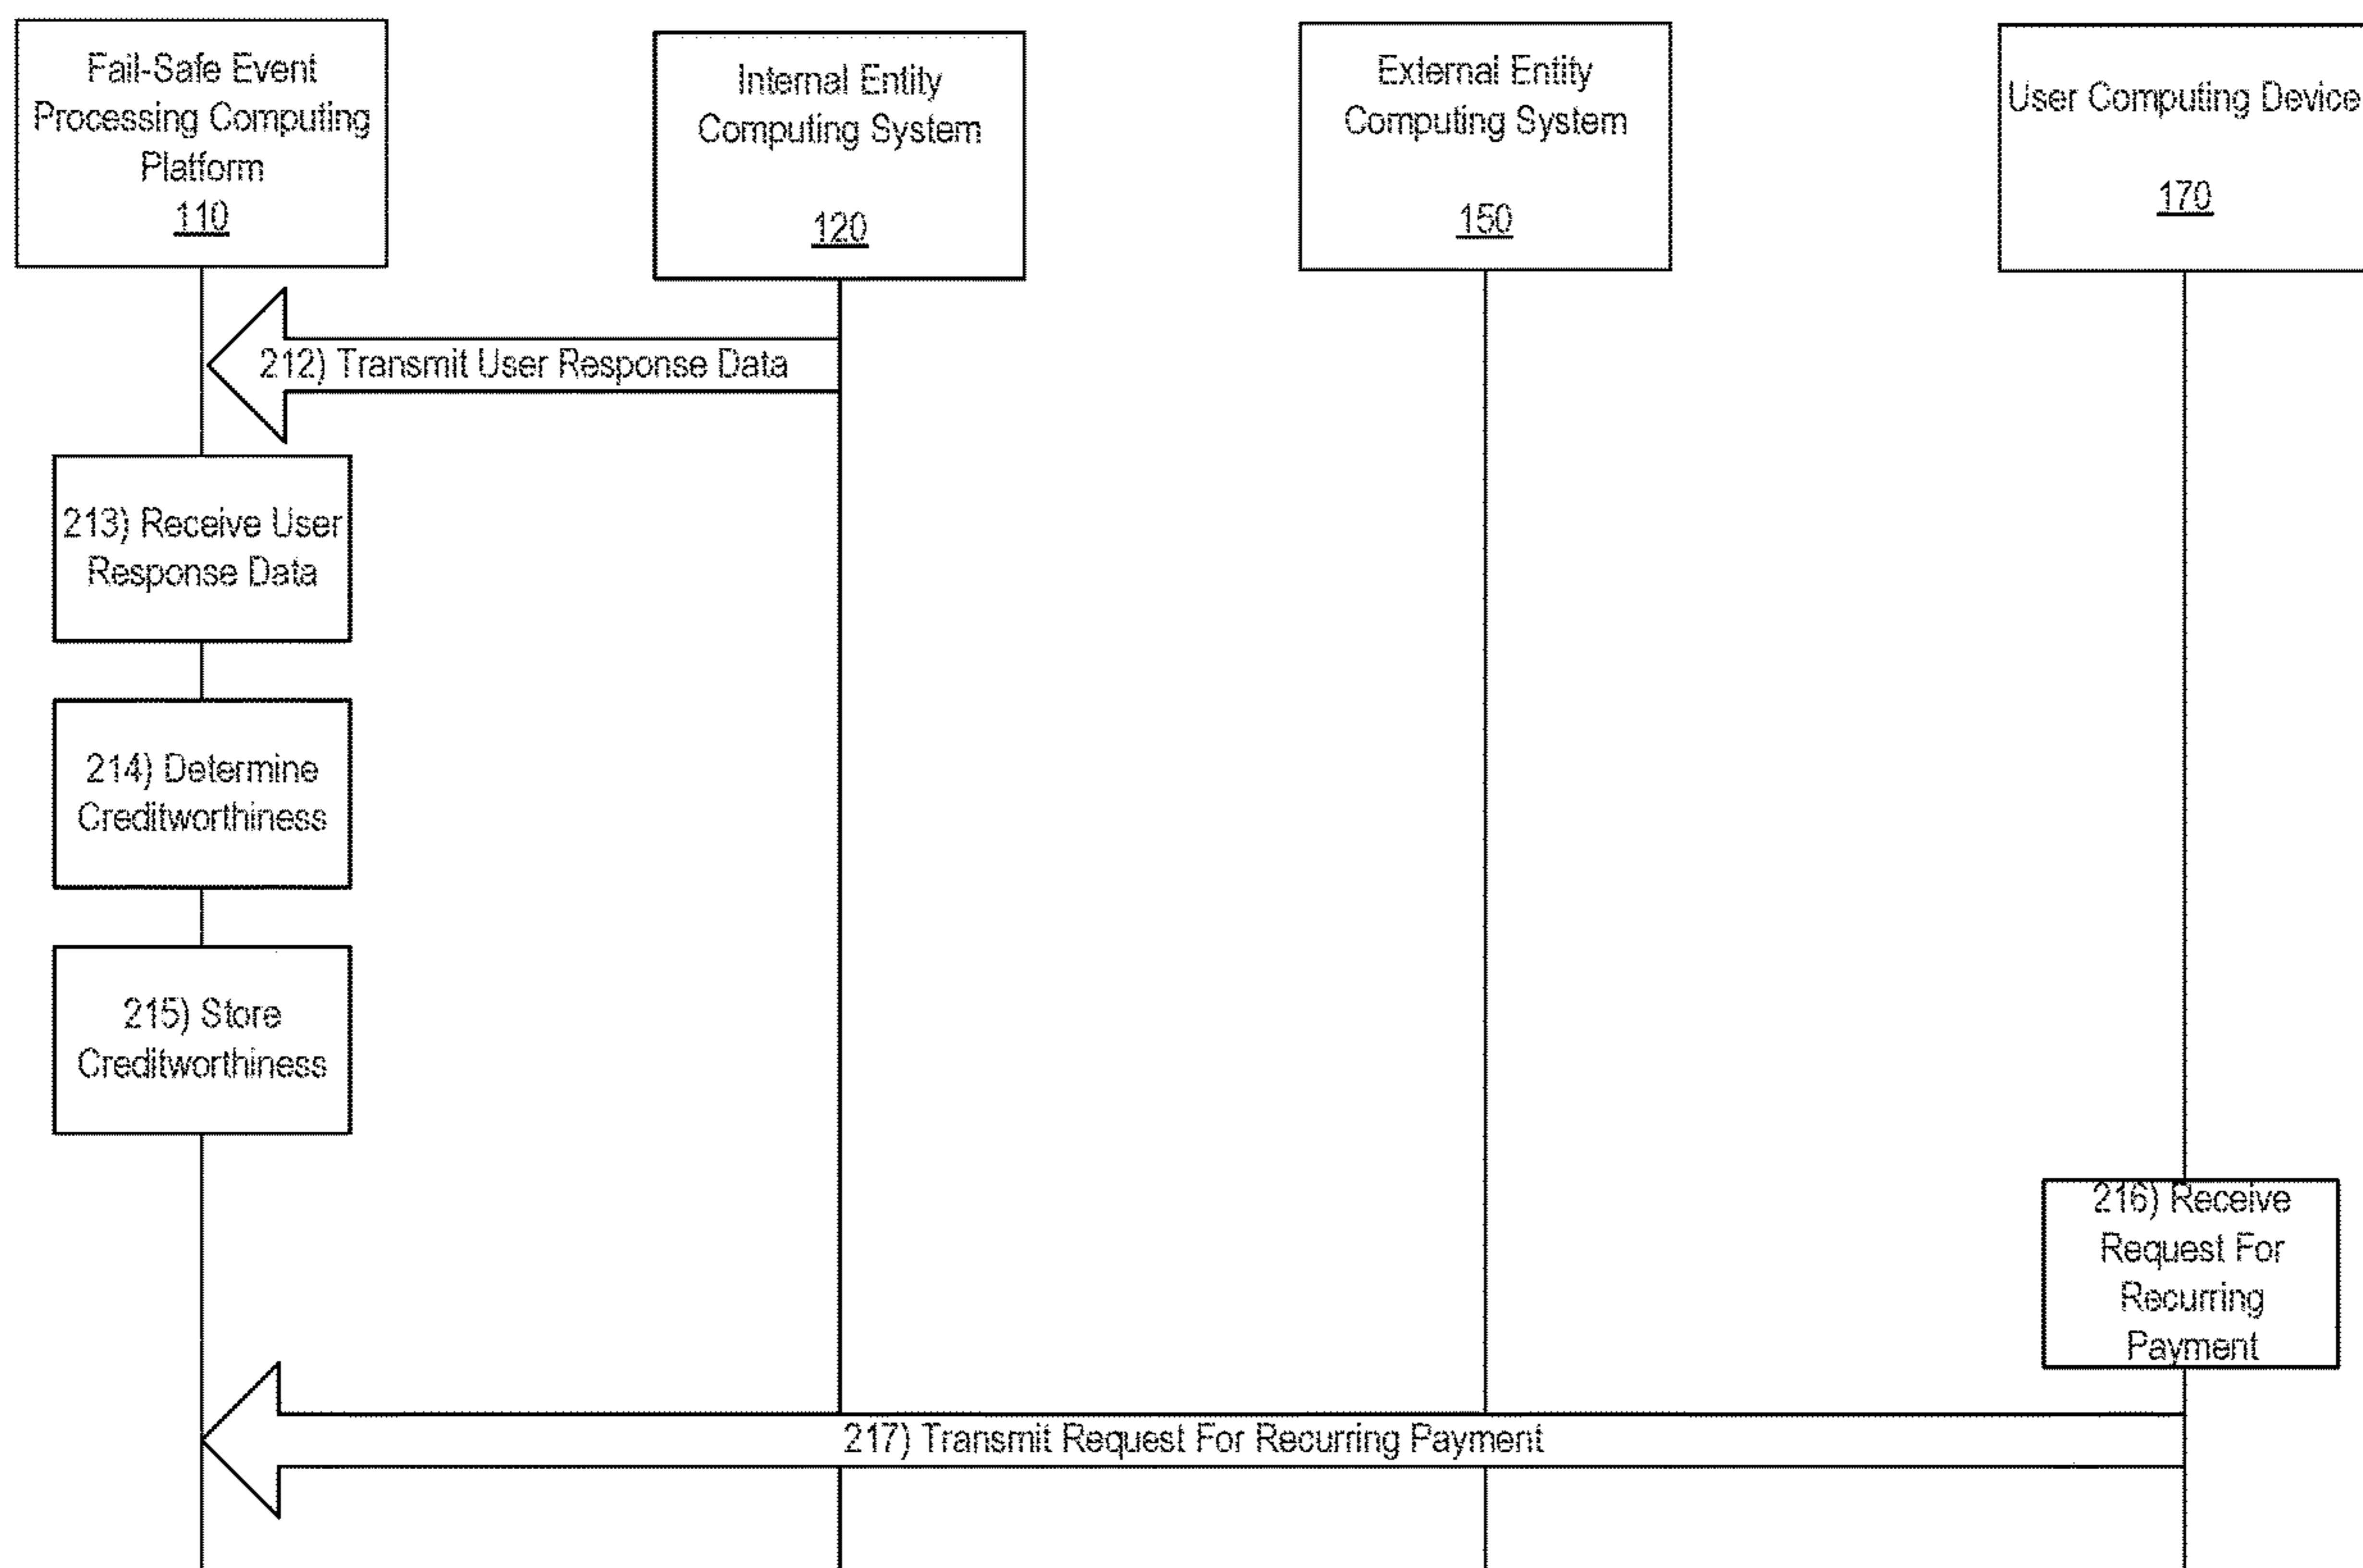 Fail-Safe Event
Processing Computing
Platform
110
Internal Entity
Computing System
120
External Entity
Computing System
150
User Computing Device
170
212) Transmit User Response Data
213) Receive User
Response Data
214) Determine
Creditworthiness
215) Store
Creditworthiness
216) Receive
Request For
Recurring
Payment
217) Transmit Request For Recurring Payment